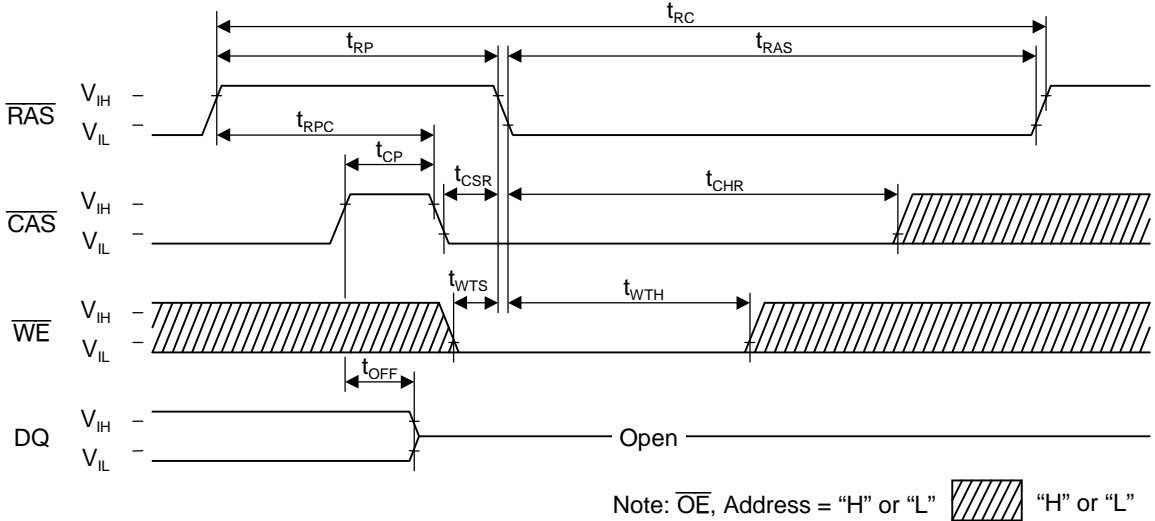 tRC
tRP tRAS
RAS VIH
VIL
tRPC
tCP
tCSR tCHR
CAS VIH
VIL
tWTS tWTH
WE VIH
VIL
tOFF
DQ VIH
VIL
Open
Note: OE, Address = “H” or “L” “H” or “L”